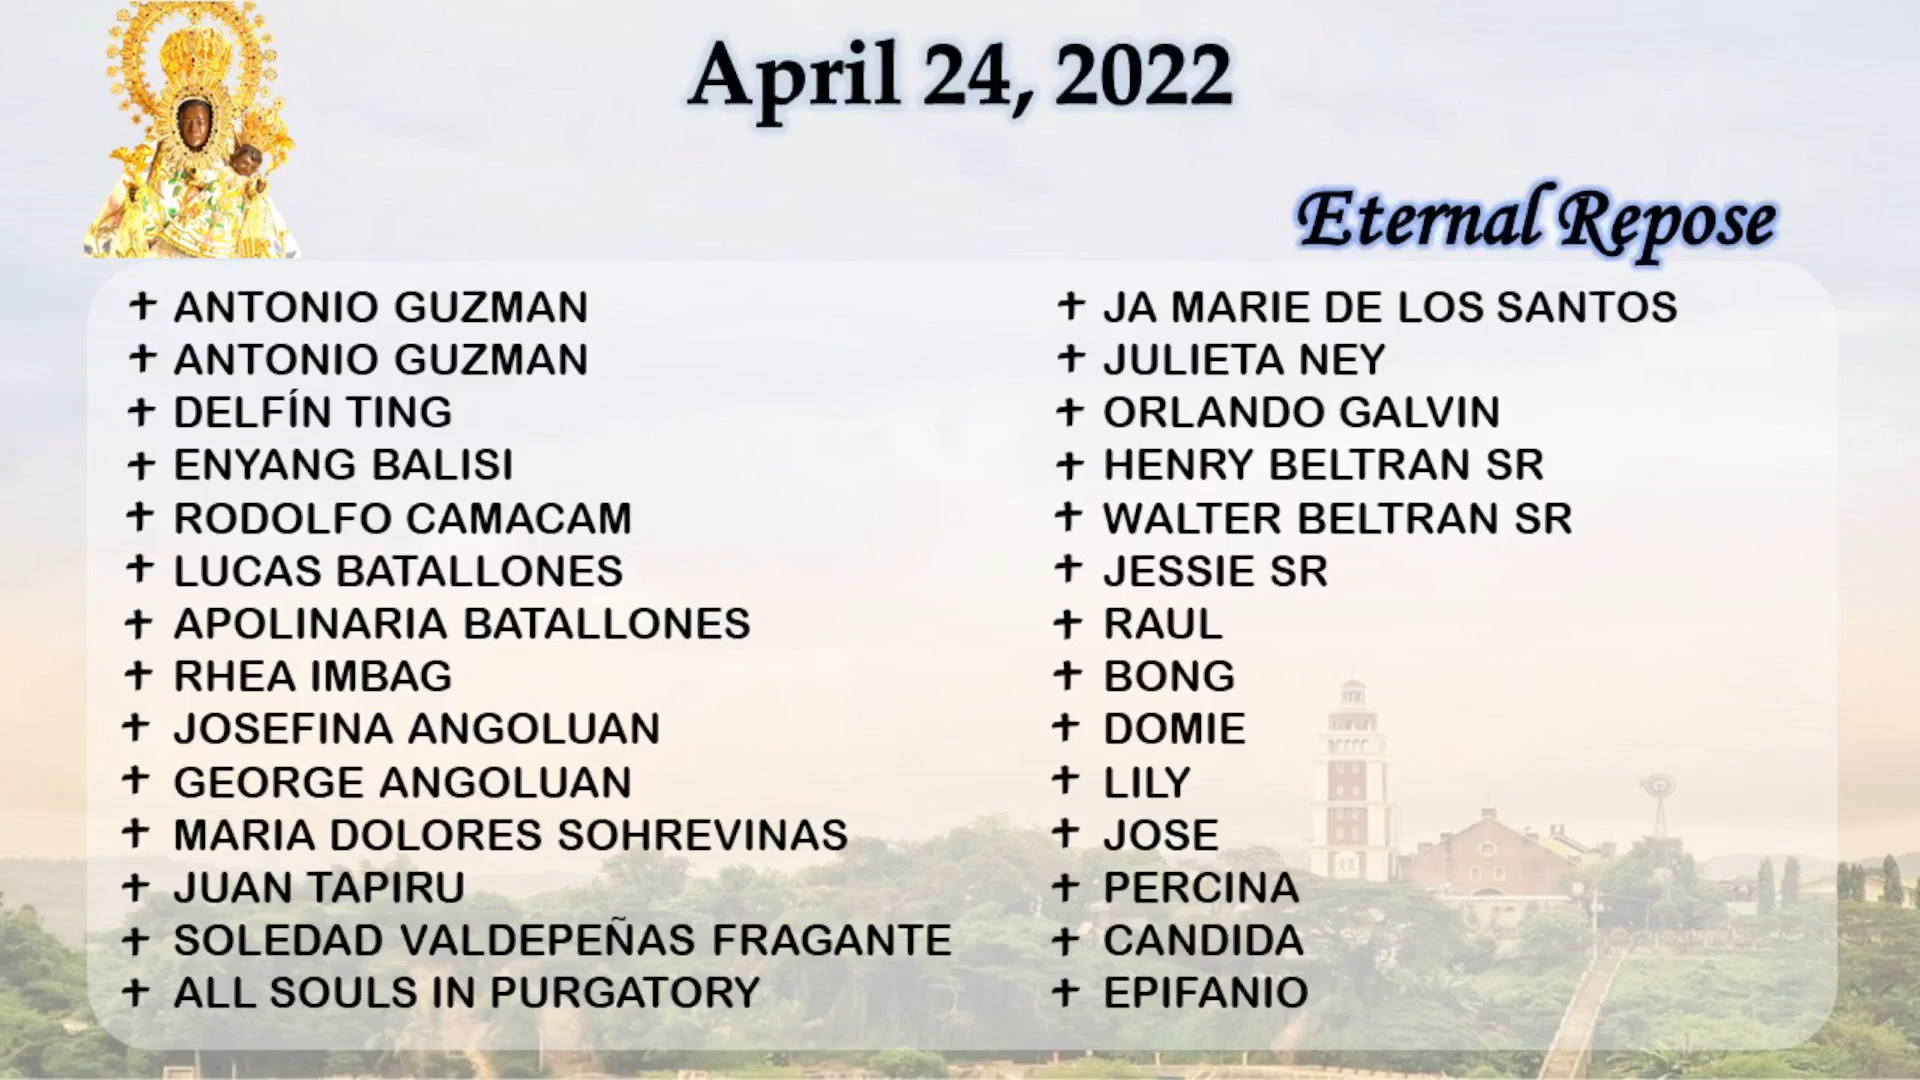 April 24, 2022
Eternal Repose
✝ ANTONIO GUZMAN
✝ ANTONIO GUZMAN
✝ DELFÍN TING
✝ ENYANG BALISI
✝ RODOLFO CAMACAM
✝ LUCAS BATALLONES
✝ APOLINARIA BATALLONES
✝ RHEA IMBAG
✝ JOSEFINA ANGOLUAN
✝ GEORGE ANGOLUAN
✝ MARIA DOLORES SOHREVINAS
✝ JUAN TAPIRU
✝ SOLEDAD VALDEPEÑAS FRAGANTE
✝ ALL SOULS IN PURGATORY
✝ JA MARIE DE LOS SANTOS
✝ JULIETA NEY
✝ ORLANDO GALVIN
✝ HENRY BELTRAN SR
✝ WALTER BELTRAN SR
✝ JESSIE SR
✝ RAUL
✝ BONG
✝ DOMIE
✝ LILY
✝ JOSE
✝ PERCINA
✝ CANDIDA
✝ EPIFANIO